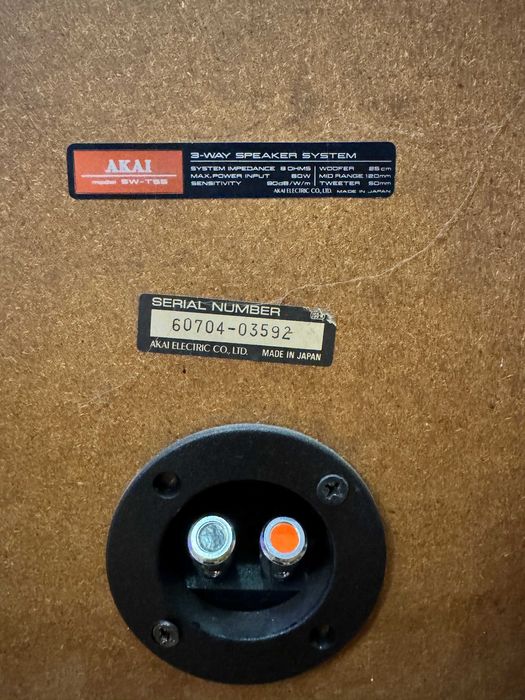 AKAI
model SW-T55
3-WAY SPEAKER SYSTEM
SYSTEM IMPEDANCE 8 OHMS
MAX. POWER INPUT 80W
SENSITIVITY 90dB/W/m
WOOFER 25cm
MID RANGE 120mm
TWEETER 50mm
AKAI ELECTRIC CO., LTD. MADE IN JAPAN
SERIAL NUMBER
60704-03592
AKAI ELECTRIC CO., LTD. MADE IN JAPAN